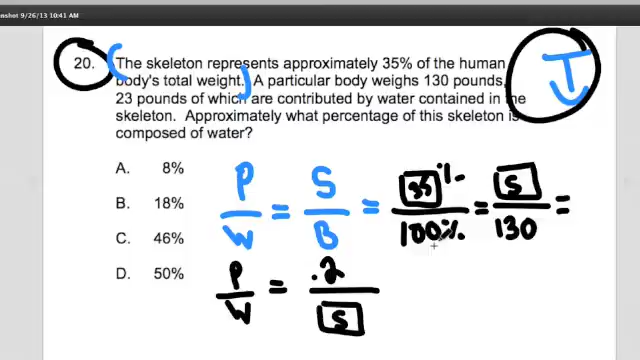 enshot 9/26/13 10:41 AM
20. The skeleton represents approximately 35% of the human
body's total weight. A particular body weighs 130 pounds,
23 pounds of which are contributed by water contained in the
skeleton. Approximately what percentage of this skeleton is
composed of water?
T
A. 8%
B. 18%
C. 46%
D. 50%
P/W = S/B = 35%/100% = S/130 =
P/W = .2/S